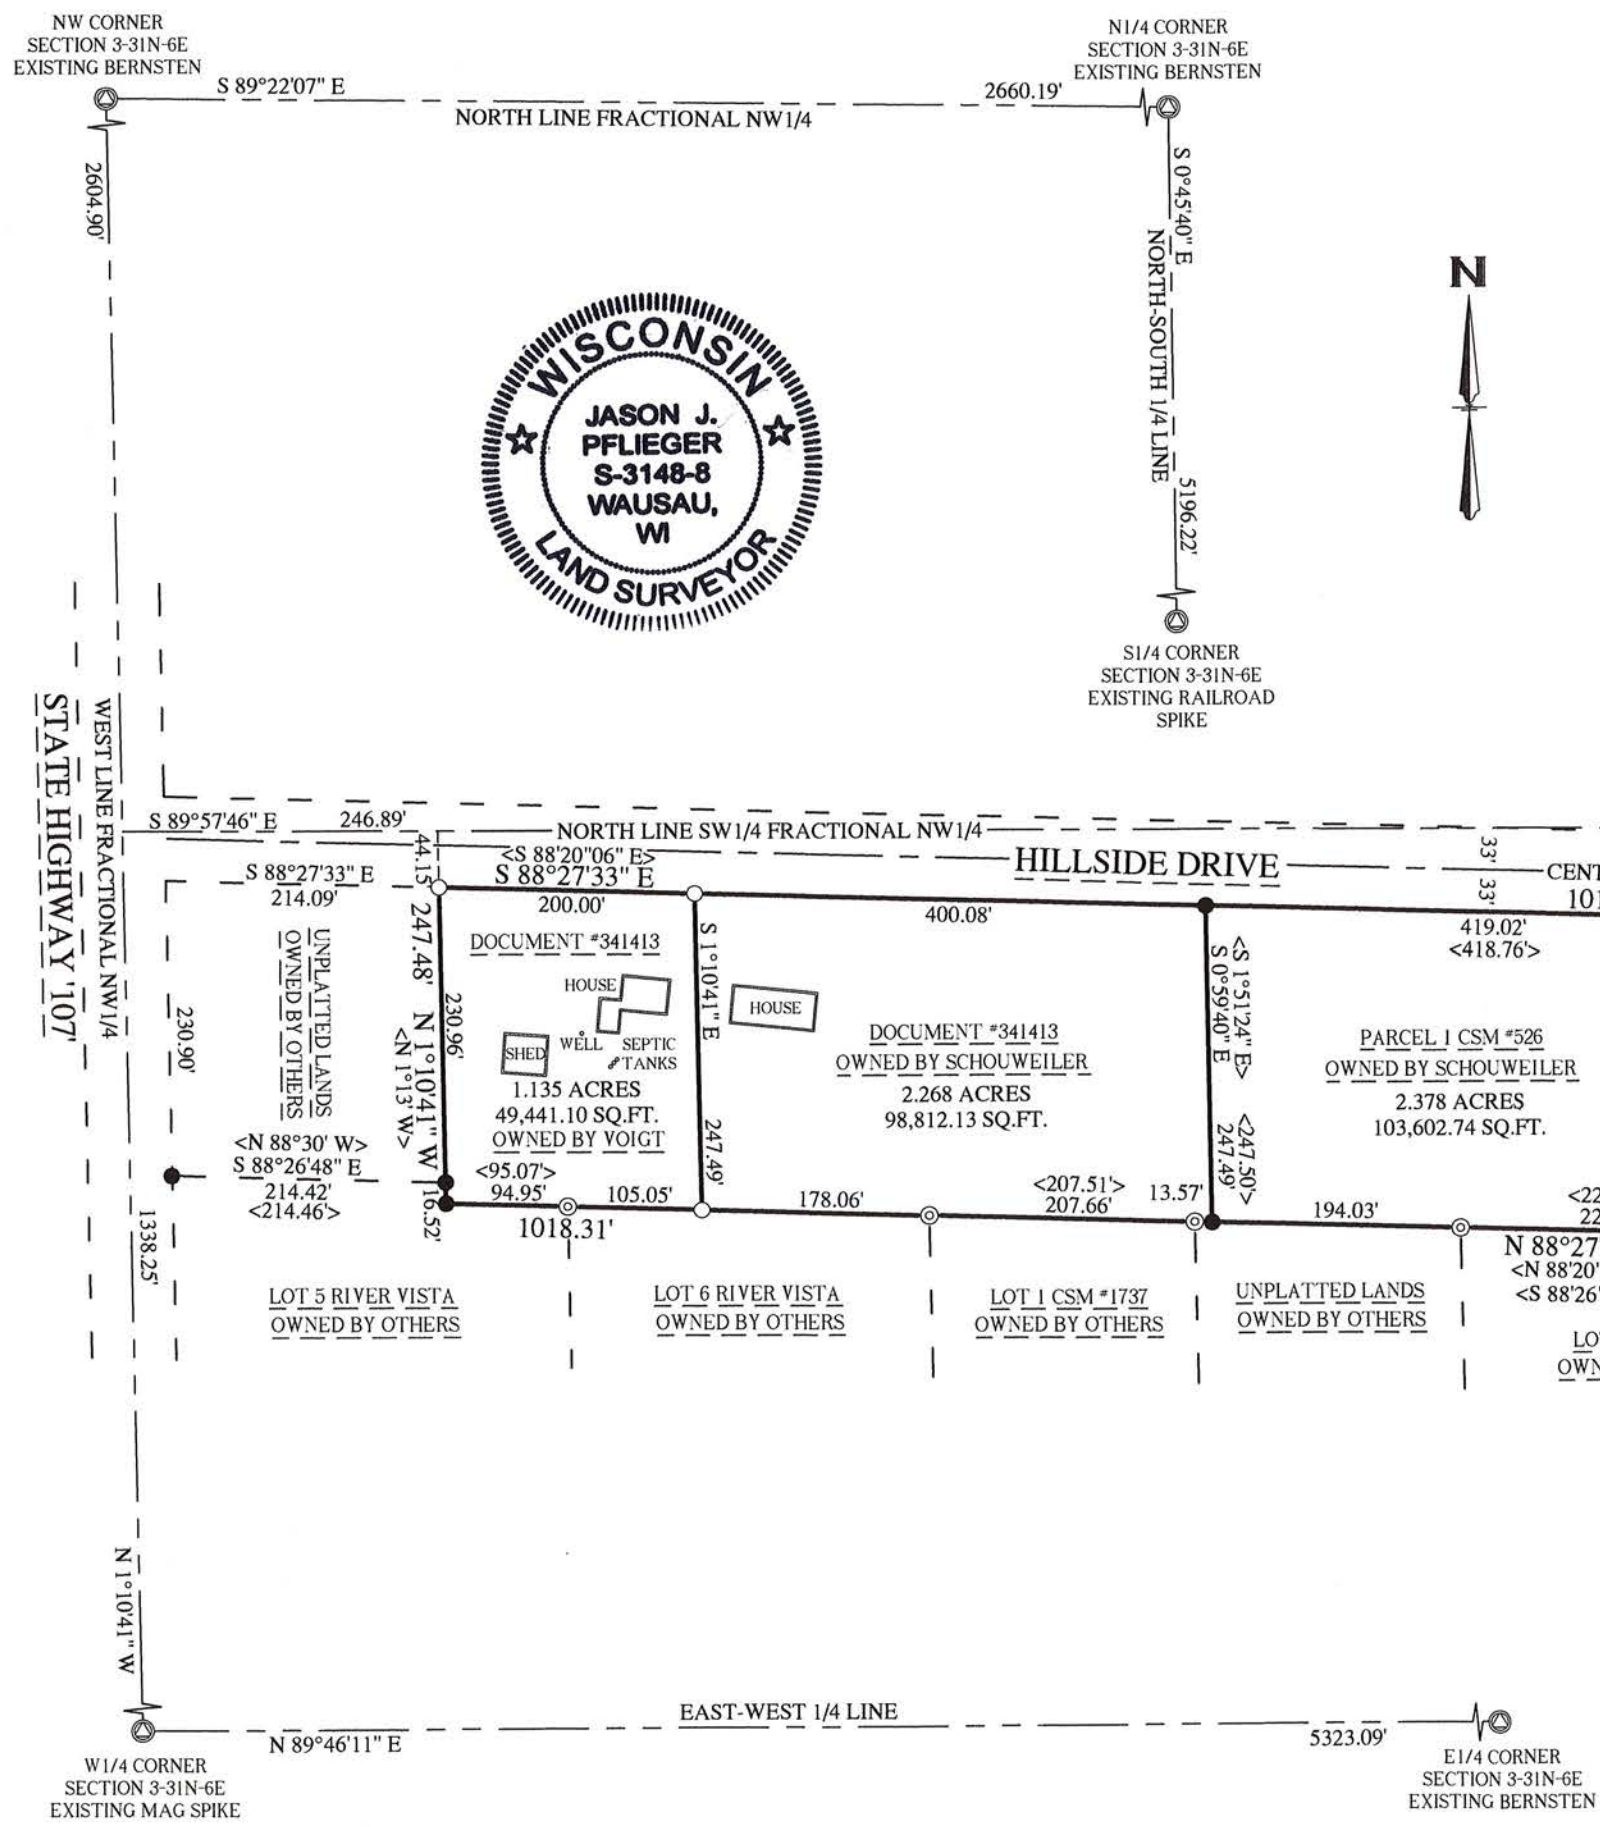 NW CORNER
SECTION 3-31N-6E
EXISTING BERNSTEN
N1/4 CORNER
SECTION 3-31N-6E
EXISTING BERNSTEN
S 89°22'07" E
2660.19'
NORTH LINE FRACTIONAL NW1/4
2604.90'
S 0°45'40" E
NORTH-SOUTH 1/4 LINE
5196.22'
N
WISCONSIN
JASON J.
PFLIEGER
S-3148-8
WAUSAU,
WI
LAND SURVEYOR
S1/4 CORNER
SECTION 3-31N-6E
EXISTING RAILROAD
SPIKE
STATE HIGHWAY '107'
WEST LINE FRACTIONAL NW1/4
S 89°57'46" E
246.89'
NORTH LINE SW1/4 FRACTIONAL NW1/4
44.15'
<S 88'20"06" E>
S 88°27'33" E
HILLSIDE DRIVE
33'
33'
CENT
101
S 88°27'33" E
214.09'
200.00'
400.08'
419.02'
<418.76'>
UNPLATTED LANDS
OWNED BY OTHERS
230.90'
247.48' N 1°10'41" W
230.96'
<N 1°13' W>
DOCUMENT #341413
HOUSE
SHED
WELL
SEPTIC
TANKS
1.135 ACRES
49,441.10 SQ.FT.
OWNED BY VOIGT
S 1°10'41" E
247.49'
HOUSE
DOCUMENT #341413
OWNED BY SCHOUWEILER
2.268 ACRES
98,812.13 SQ.FT.
<S 1°51'24" E>
S 0°59'40" E
<247.50'>
247.49'
PARCEL 1 CSM #526
OWNED BY SCHOUWEILER
2.378 ACRES
103,602.74 SQ.FT.
<N 88°30' W>
S 88°26'48" E
214.42'
<214.46'>
16.52'
<95.07'>
94.95'
105.05'
1018.31'
178.06'
<207.51'>
207.66'
13.57'
194.03'
<22
22
N 88°27
<N 88'20'
<S 88'26'
1338.25'
LOT 5 RIVER VISTA
OWNED BY OTHERS
LOT 6 RIVER VISTA
OWNED BY OTHERS
LOT 1 CSM #1737
OWNED BY OTHERS
UNPLATTED LANDS
OWNED BY OTHERS
LO
OWN
N 1°10'41" W
EAST-WEST 1/4 LINE
N 89°46'11" E
5323.09'
W1/4 CORNER
SECTION 3-31N-6E
EXISTING MAG SPIKE
E1/4 CORNER
SECTION 3-31N-6E
EXISTING BERNSTEN